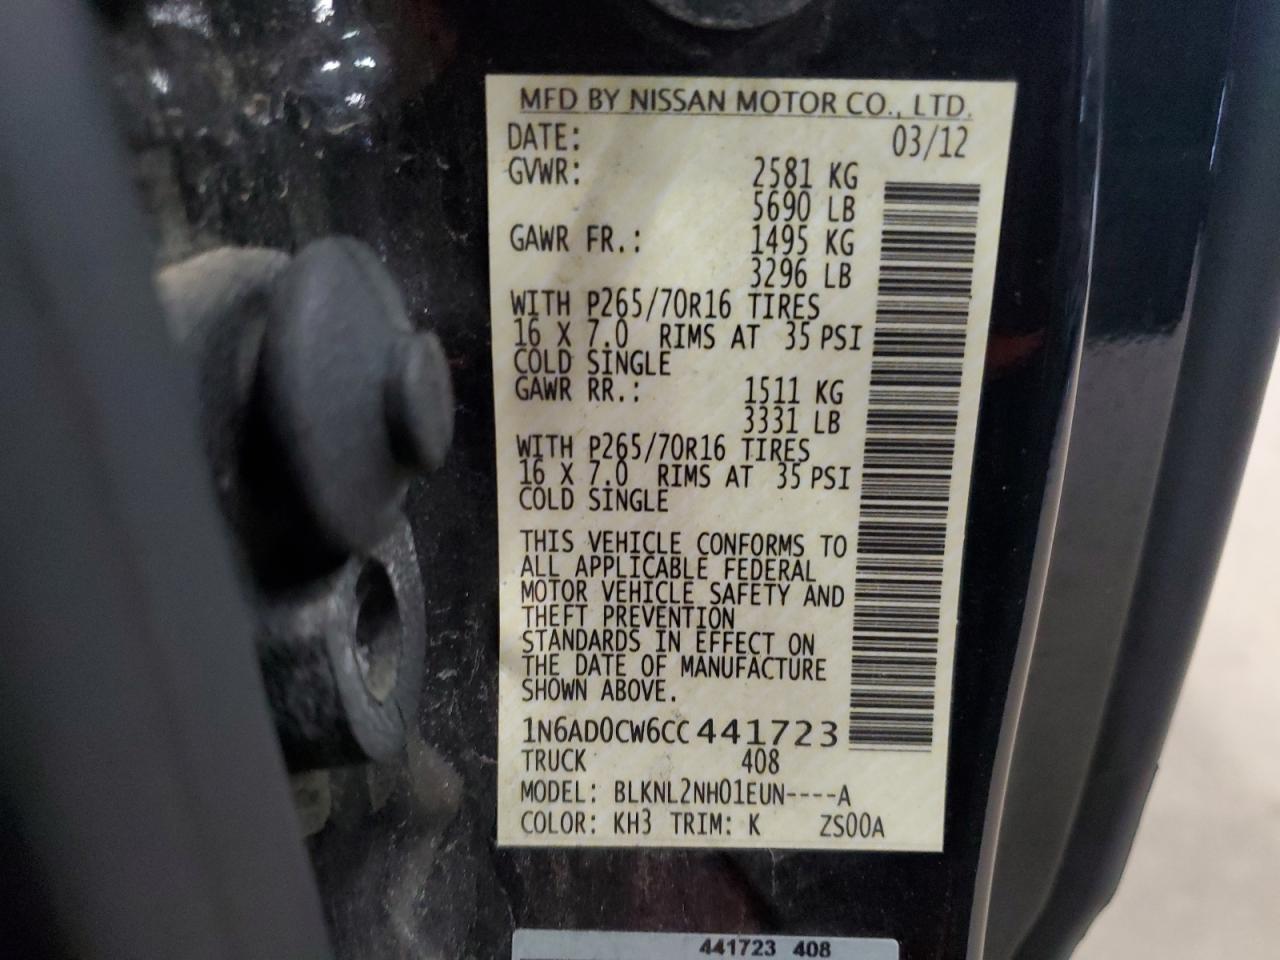 MFD BY NISSAN MOTOR CO., LTD.
DATE: 03/12
GVWR: 2581 KG
5690 LB
GAWR FR.: 1495 KG
3296 LB
WITH P265/70R16 TIRES
16 X 7.0 RIMS AT 35 PSI
COLD SINGLE
GAWR RR.: 1511 KG
3331 LB
WITH P265/70R16 TIRES
16 X 7.0 RIMS AT 35 PSI
COLD SINGLE
THIS VEHICLE CONFORMS TO
ALL APPLICABLE FEDERAL
MOTOR VEHICLE SAFETY AND
THEFT PREVENTION
STANDARDS IN EFFECT ON
THE DATE OF MANUFACTURE
SHOWN ABOVE.
1N6AD0CW6CC441723
TRUCK 408
MODEL: BLKNL2NH01EUN----A
COLOR: KH3 TRIM: K ZS00A
441723 408